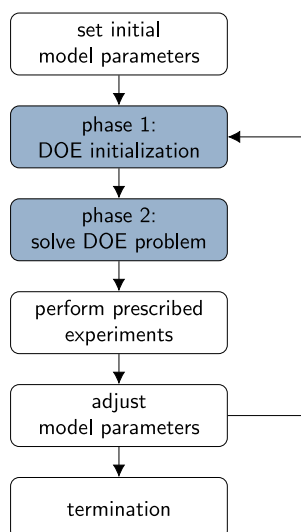 set initial
model parameters
phase 1:
DOE initialization
phase 2:
solve DOE problem
perform prescribed
experiments
adjust
model parameters
termination